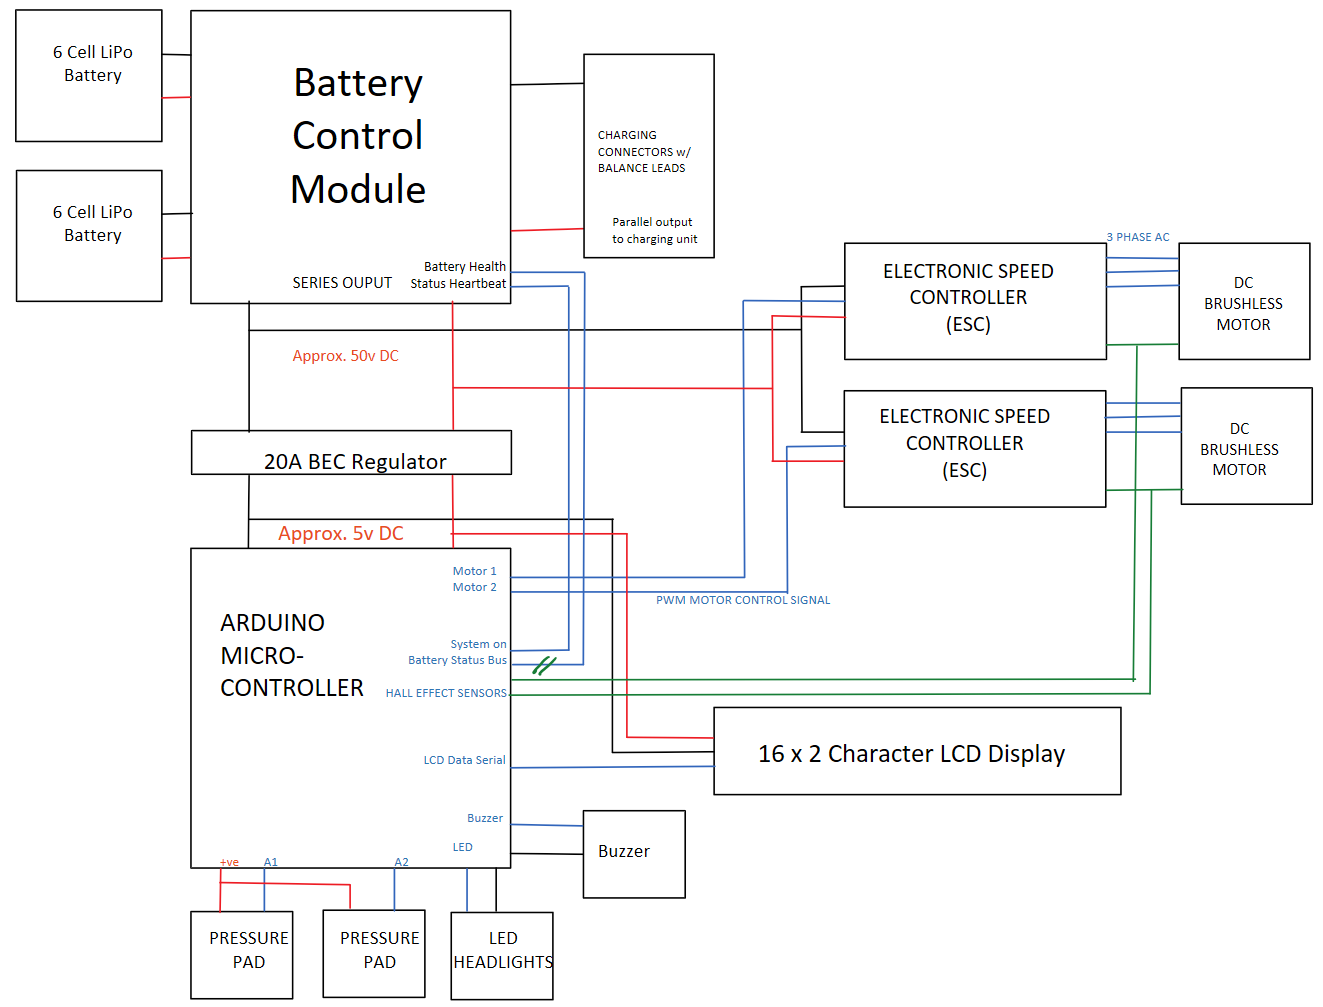 6 Cell LiPo
Battery
Battery
Control
Module
CHARGING
CONNECTORS w/
BALANCE LEADS
Parallel output
to charging unit
6 Cell LiPo
Battery
Battery Health
SERIES OUPUT
Status Heartbeat
3 PHASE AC
ELECTRONIC SPEED
CONTROLLER
(ESC)
DC
BRUSHLESS
MOTOR
Approx. 50v DC
ELECTRONIC SPEED
CONTROLLER
(ESC)
DC
BRUSHLESS
MOTOR
20A BEC Regulator
Approx. 5v DC
Motor 1
Motor 2
PWM MOTOR CONTROL SIGNAL
ARDUINO
MICRO-
CONTROLLER
System on
Battery Status Bus
HALL EFFECT SENSORS
LCD Data Serial
16 x 2 Character LCD Display
Buzzer
Buzzer
LED
+ve
A1
A2
PRESSURE
PAD
PRESSURE
PAD
LED
HEADLIGHTS